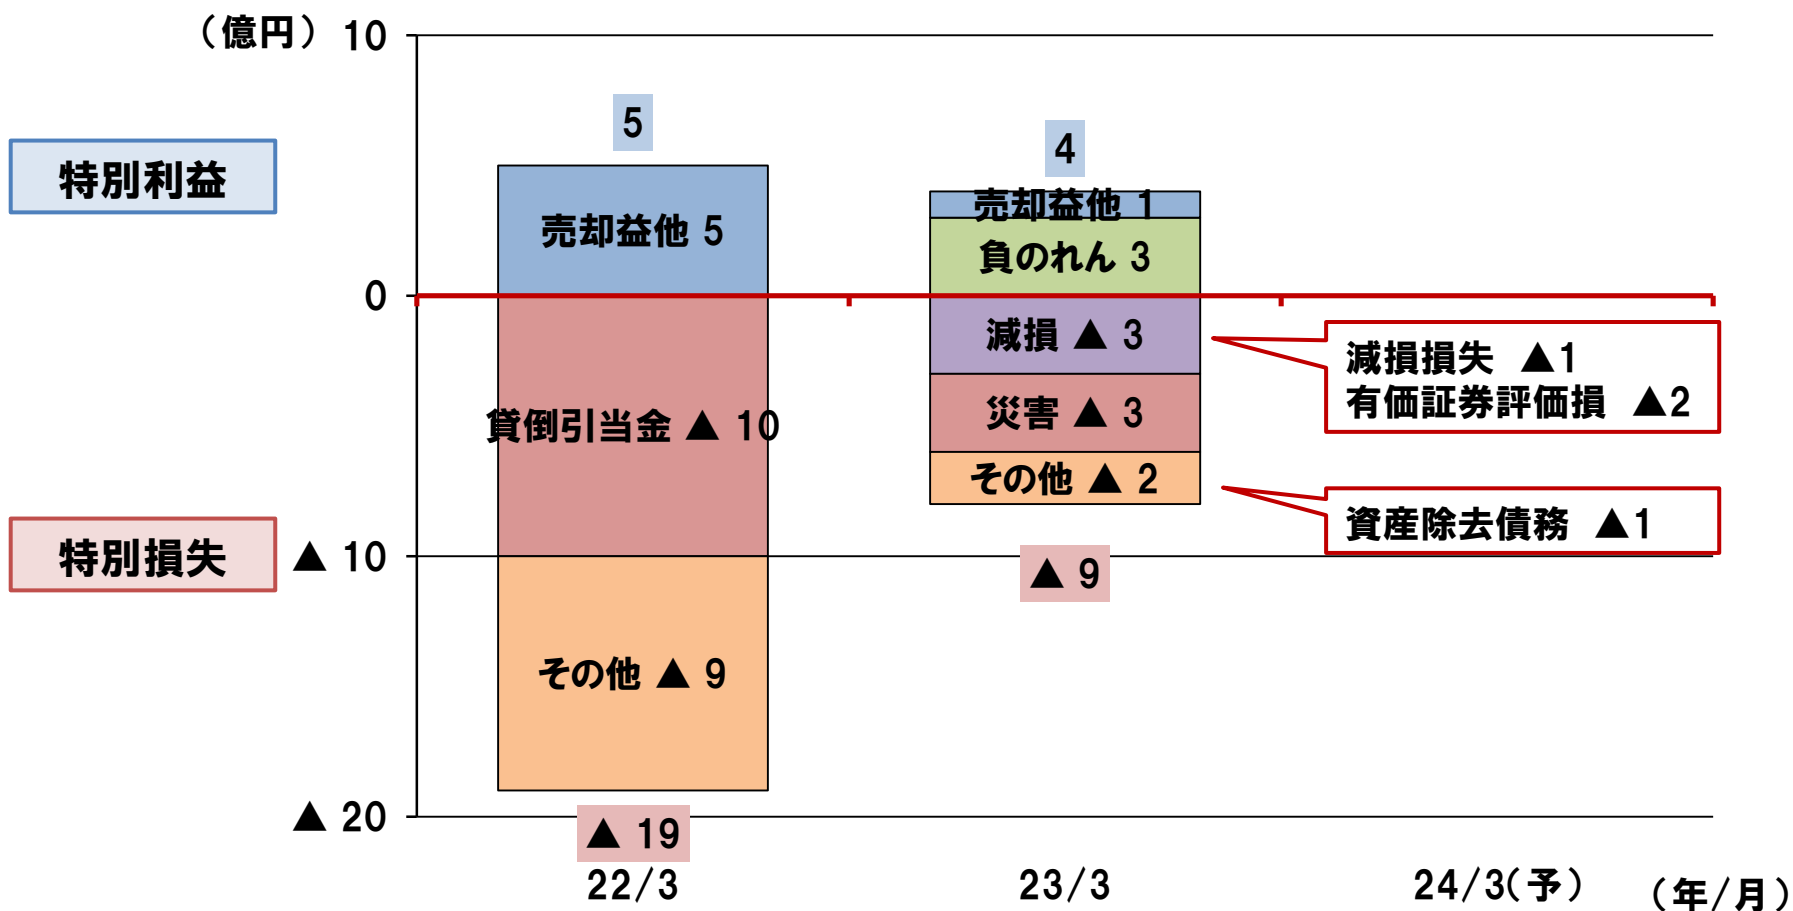 （億円） 10
5
4
特別利益
売却益他 1
売却益他 5
負のれん 3
0
減損 ▲ 3
減損損失 ▲1
有価証券評価損 ▲2
貸倒引当金 ▲ 10
災害 ▲ 3
その他 ▲ 2
資産除去債務 ▲1
特別損失
▲ 10
▲ 9
その他 ▲ 9
▲ 20
▲ 19
22/3
23/3
24/3(予)
（年/月）